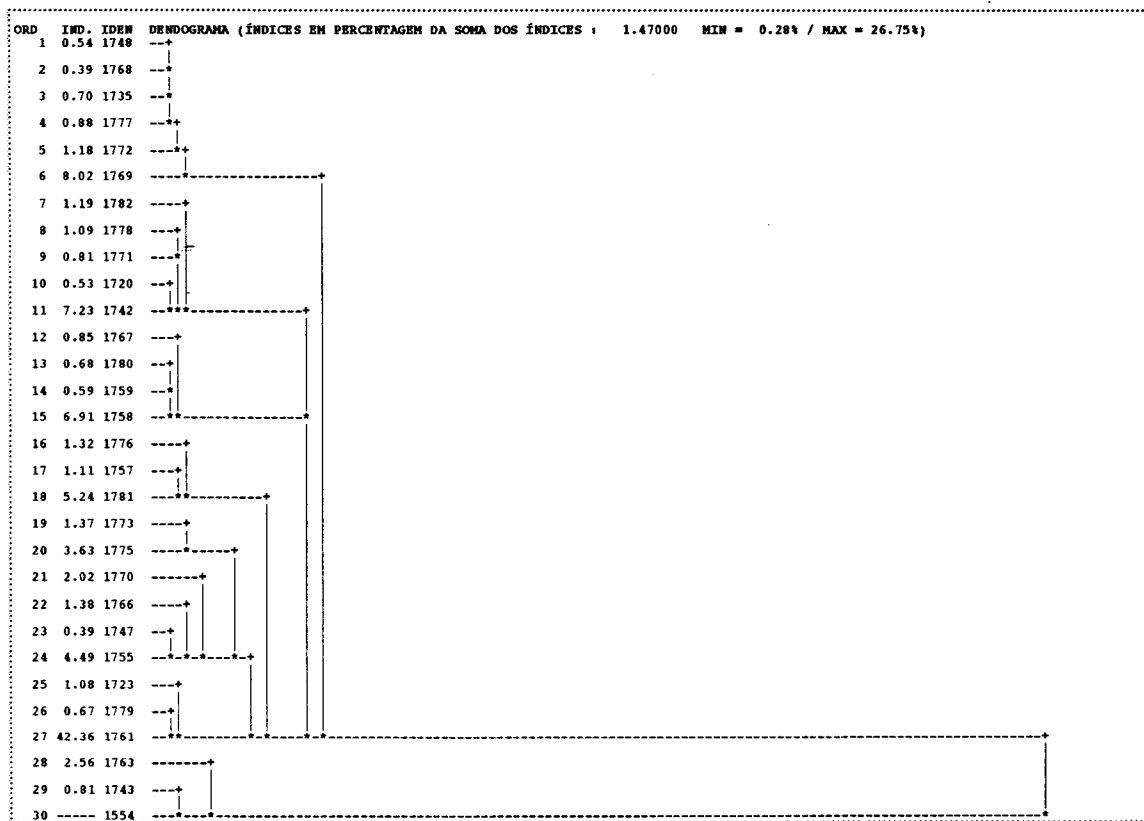 ORD IND. IDEN DENDOGRAMA (ÍNDICES EM PERCENTAGEM DA SOMA DOS ÍNDICES : 1.47000 MIN = 0.28% / MAX = 26.75%)
1 0.54 1748
2 0.39 1768
3 0.70 1735
4 0.88 1777
5 1.18 1772
6 8.02 1769
7 1.19 1782
8 1.09 1778
9 0.81 1771
10 0.53 1720
11 7.23 1742
12 0.85 1767
13 0.68 1780
14 0.59 1759
15 6.91 1758
16 1.32 1776
17 1.11 1757
18 5.24 1781
19 1.37 1773
20 3.63 1775
21 2.02 1770
22 1.38 1766
23 0.39 1747
24 4.49 1755
25 1.08 1723
26 0.67 1779
27 42.36 1761
28 2.56 1763
29 0.81 1743
30 ----- 1554